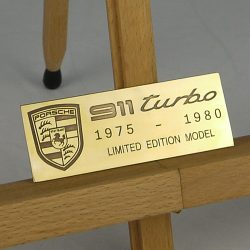 PORSCHE
911 turbo
1975 - 1980
LIMITED EDITION MODEL